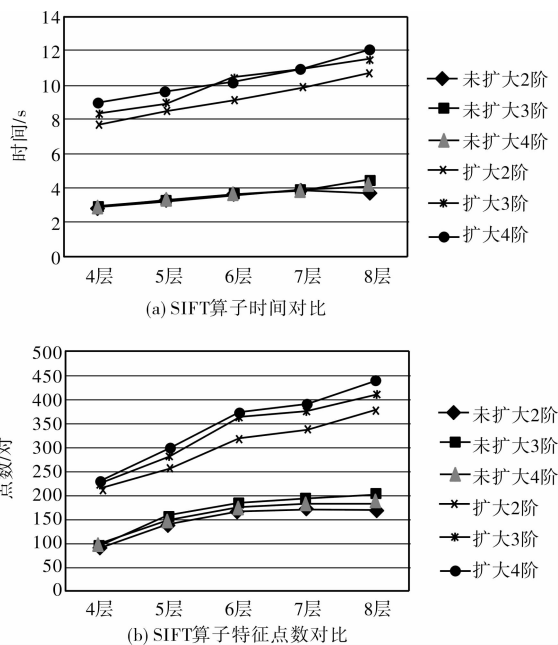 14
12
10
8
6
4
2
0
时间/s
4层 5层 6层 7层 8层
未扩大2阶
未扩大3阶
未扩大4阶
扩大2阶
扩大3阶
扩大4阶
(a) SIFT算子时间对比
500
450
400
350
300
250
200
150
100
50
0
点数/对
4层 5层 6层 7层 8层
未扩大2阶
未扩大3阶
未扩大4阶
扩大2阶
扩大3阶
扩大4阶
(b) SIFT算子特征点数对比